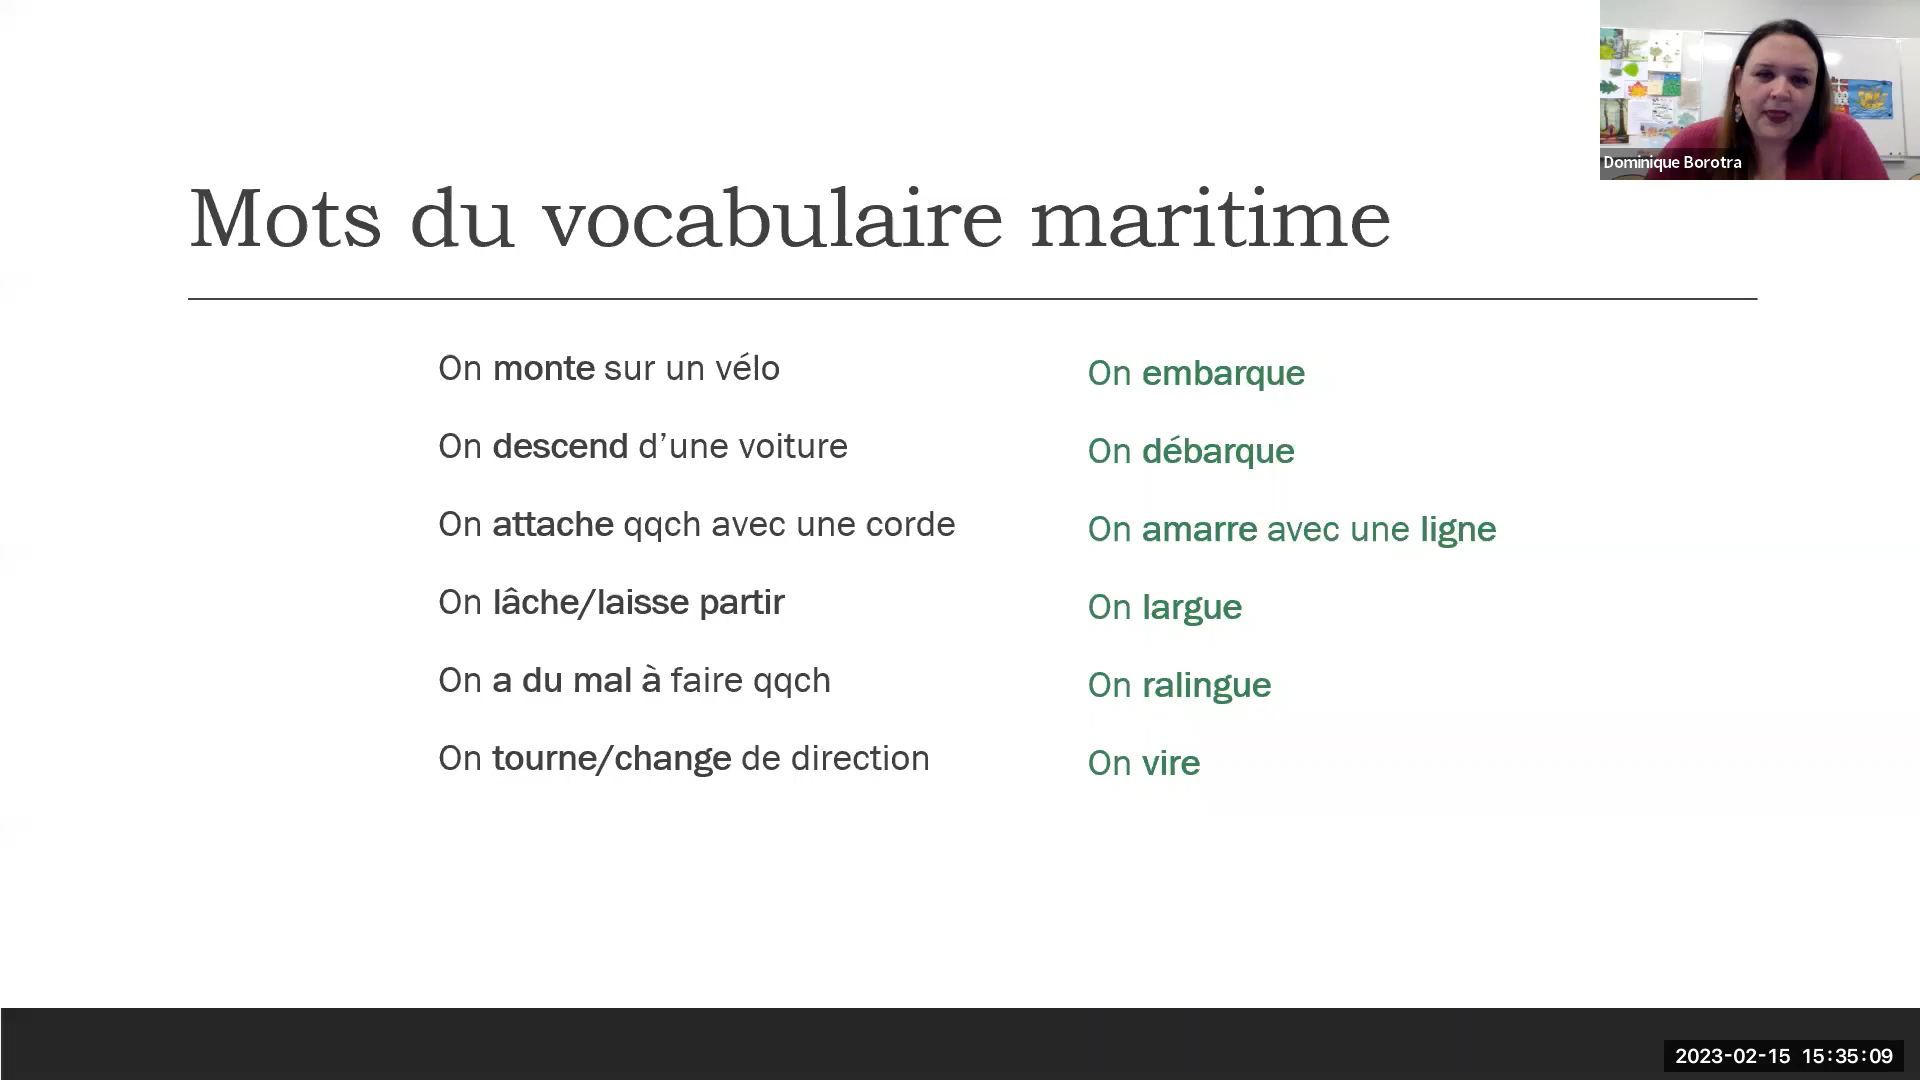 Dominique Borotra
Mots du vocabulaire maritime
On monte sur un vélo
On embarque
On descend d’une voiture
On débarque
On attache qqch avec une corde
On amarre avec une ligne
On lâche/laisse partir
On largue
On a du mal à faire qqch
On ralingue
On tourne/change de direction
On vire
2023-02-15 15:35:09